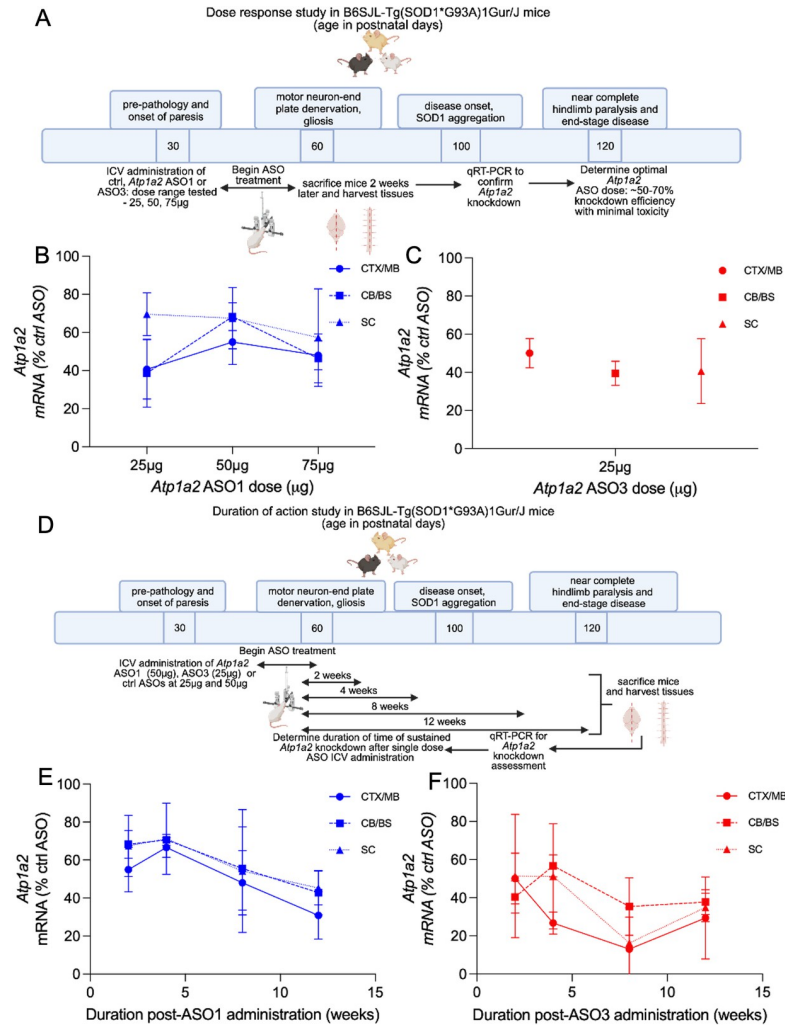 A
Dose response study in B6SJL-Tg(SOD1*G93A)1Gur/J mice
(age in postnatal days)
pre-pathology and
onset of paresis
motor neuron-end
plate denervation,
gliosis
disease onset,
SOD1 aggregation
near complete
hindlimb paralysis and
end-stage disease
30
60
100
120
ICV administration of
ctrl, Atp1a2 ASO1 or
ASO3: dose range tested
- 25, 50, 75µg
Begin ASO
treatment
sacrifice mice 2 weeks
later and harvest tissues
qRT-PCR to
confirm
Atp1a2
knockdown
Determine optimal
Atp1a2
ASO dose: ~50-70%
knockdown efficiency
with minimal toxicity
B
Atp1a2
mRNA (% ctrl ASO)
100
80
60
40
20
0
25µg
50µg
75µg
Atp1a2 ASO1 dose (µg)
CTX/MB
CB/BS
SC
C
Atp1a2
mRNA (% ctrl ASO)
100
80
60
40
20
0
25µg
Atp1a2 ASO3 dose (µg)
CTX/MB
CB/BS
SC
D
Duration of action study in B6SJL-Tg(SOD1*G93A)1Gur/J mice
(age in postnatal days)
pre-pathology and
onset of paresis
motor neuron-end plate
denervation, gliosis
disease onset,
SOD1 aggregation
near complete
hindlimb paralysis and
end-stage disease
30
60
100
120
Begin ASO treatment
ICV administration of Atp1a2
ASO1 (50µg), ASO3 (25µg) or
ctrl ASOs at 25µg and 50µg
2 weeks
4 weeks
8 weeks
12 weeks
sacrifice mice
and harvest tissues
Determine duration of time of sustained
Atp1a2 knockdown after single dose
ASO ICV administration
qRT-PCR for
Atp1a2
knockdown
assessment
E
Atp1a2
mRNA (% ctrl ASO)
100
80
60
40
20
0
0
5
10
15
Duration post-ASO1 administration (weeks)
CTX/MB
CB/BS
SC
F
Atp1a2
mRNA (% ctrl ASO)
100
80
60
40
20
0
0
5
10
15
Duration post-ASO3 administration (weeks)
CTX/MB
CB/BS
SC